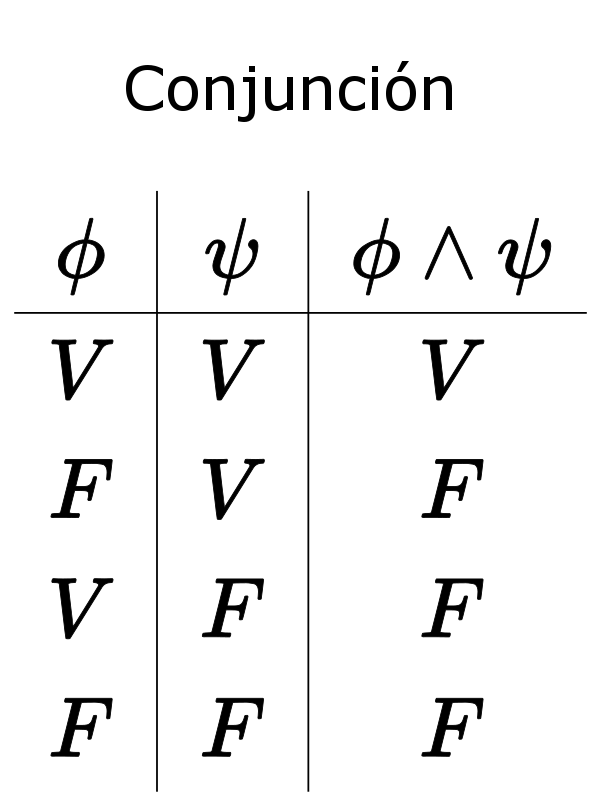 Conjunción
ϕ ψ ϕ ∧ ψ
V V V
F V F
V F F
F F F